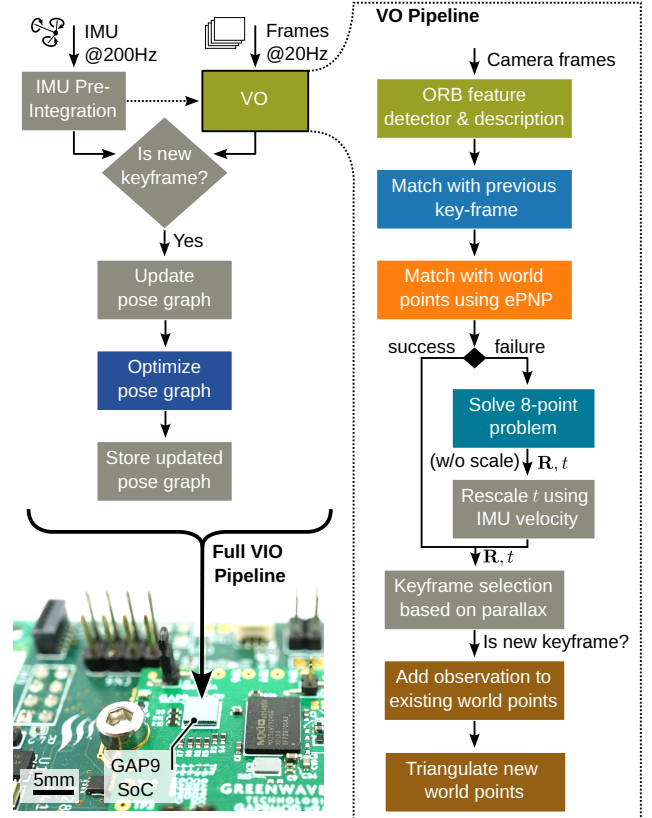 IMU
@200Hz
Frames
@20Hz
IMU Pre-
Integration
VO
Is new
keyframe?
Yes
Update
pose graph
Optimize
pose graph
Store updated
pose graph
Full VIO
Pipeline
GAP9
SoC
5mm
GREENWAVE
TECHNOLOG
VO Pipeline
Camera frames
ORB feature
detector & description
Match with previous
key-frame
Match with world
points using ePNP
success
failure
Solve 8-point
problem
(w/o scale)
R, t
Rescale t using
IMU velocity
R, t
Keyframe selection
based on parallax
Is new keyframe?
Add observation to
existing world points
Triangulate new
world points